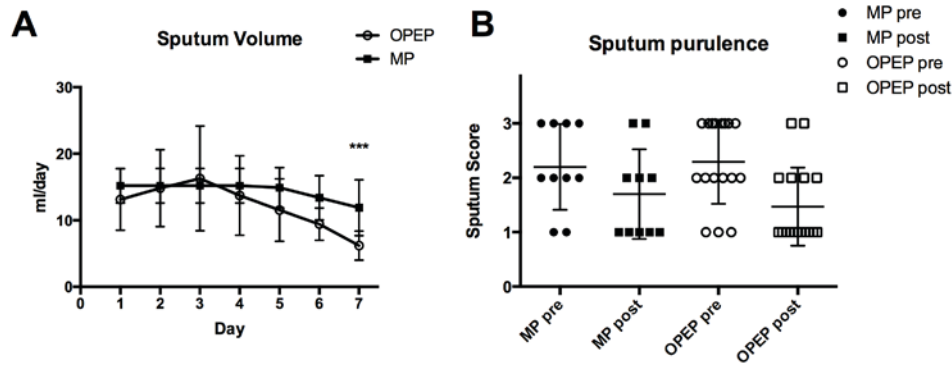 A
Sputum Volume
OPEP
MP
30
20
10
0
ml/day
***
0 1 2 3 4 5 6 7
Day
B
Sputum purulence
MP pre
MP post
OPEP pre
OPEP post
3
2
1
0
Sputum Score
MP pre
MP post
OPEP pre
OPEP post